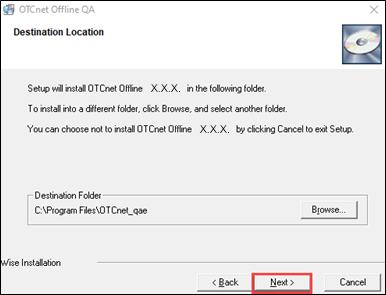 OTCnet Offline QA
Destination Location
Setup will install OTCnet Offline X.X.X. in the following folder.
To install into a different folder, click Browse, and select another folder.
You can choose not to install OTCnet Offline X.X.X. by clicking Cancel to exit Setup.
Destination Folder
C:\Program Files\OTCnet_qae
Browse...
Wise Installation
< Back
Next >
Cancel